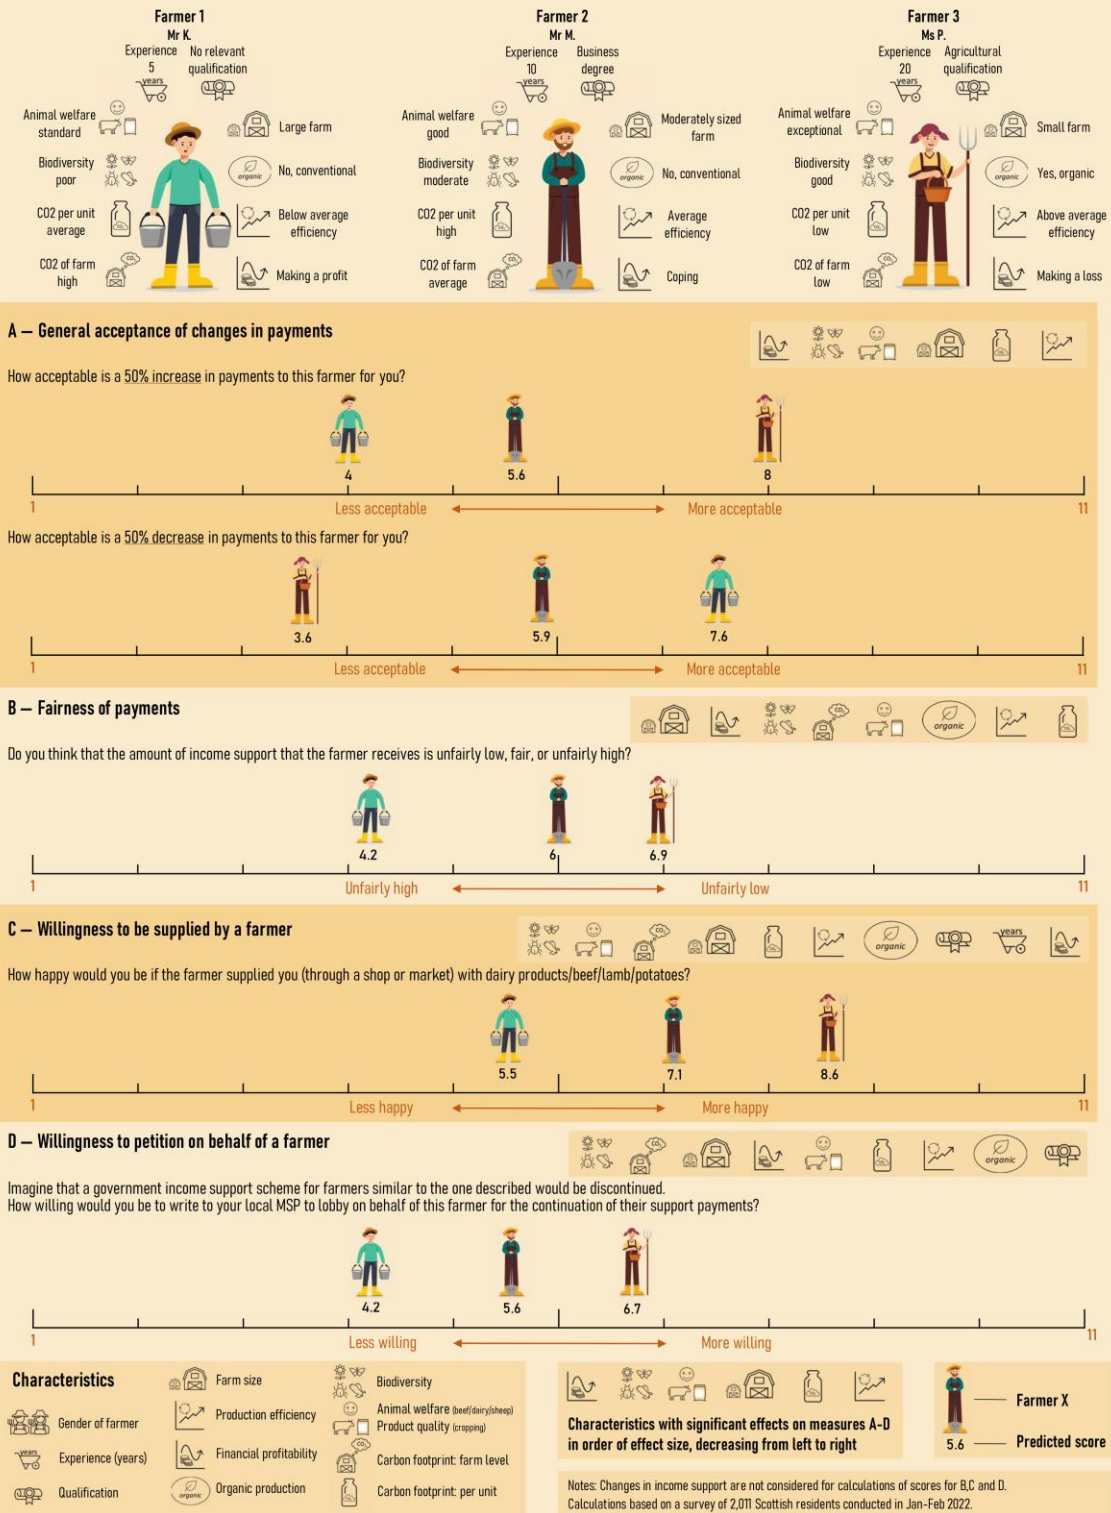 Farmer 1
Mr K.
Experience
5
years
No relevant
qualification
Animal welfare
standard
Large farm
Biodiversity
poor
organic
No, conventional
CO2 per unit
average
Below average
efficiency
CO2 of farm
high
CO₂
Making a profit
Farmer 2
Mr M.
Experience
10
years
Business
degree
Animal welfare
good
Moderately sized
farm
Biodiversity
moderate
organic
No, conventional
CO2 per unit
high
Average
efficiency
CO2 of farm
average
CO₂
Coping
Farmer 3
Ms P.
Experience
20
years
Agricultural
qualification
Animal welfare
exceptional
Small farm
Biodiversity
good
organic
Yes, organic
CO2 per unit
low
Above average
efficiency
CO2 of farm
low
CO₂
Making a loss
A – General acceptance of changes in payments
How acceptable is a 50% increase in payments to this farmer for you?
4
5.6
8
1
Less acceptable
More acceptable
11
How acceptable is a 50% decrease in payments to this farmer for you?
3.6
5.9
7.6
1
Less acceptable
More acceptable
11
B – Fairness of payments
CO₂
organic
Do you think that the amount of income support that the farmer receives is unfairly low, fair, or unfairly high?
4.2
6
6.9
1
Unfairly high
Unfairly low
11
C – Willingness to be supplied by a farmer
CO₂
organic
years
How happy would you be if the farmer supplied you (through a shop or market) with dairy products/beef/lamb/potatoes?
5.5
7.1
8.6
1
Less happy
More happy
11
D – Willingness to petition on behalf of a farmer
CO₂
organic
Imagine that a government income support scheme for farmers similar to the one described would be discontinued.
How willing would you be to write to your local MSP to lobby on behalf of this farmer for the continuation of their support payments?
4.2
5.6
6.7
1
Less willing
More willing
11
Characteristics
Gender of farmer
years
Experience (years)
Qualification
Farm size
Production efficiency
Financial profitability
organic
Organic production
Biodiversity
Animal welfare (beef/dairy/sheep)
Product quality (cropping)
CO₂
Carbon footprint: farm level
Carbon footprint: per unit
Characteristics with significant effects on measures A-D
in order of effect size, decreasing from left to right
Farmer X
5.6
Predicted score
Notes: Changes in income support are not considered for calculations of scores for B,C and D.
Calculations based on a survey of 2,011 Scottish residents conducted in Jan-Feb 2022.